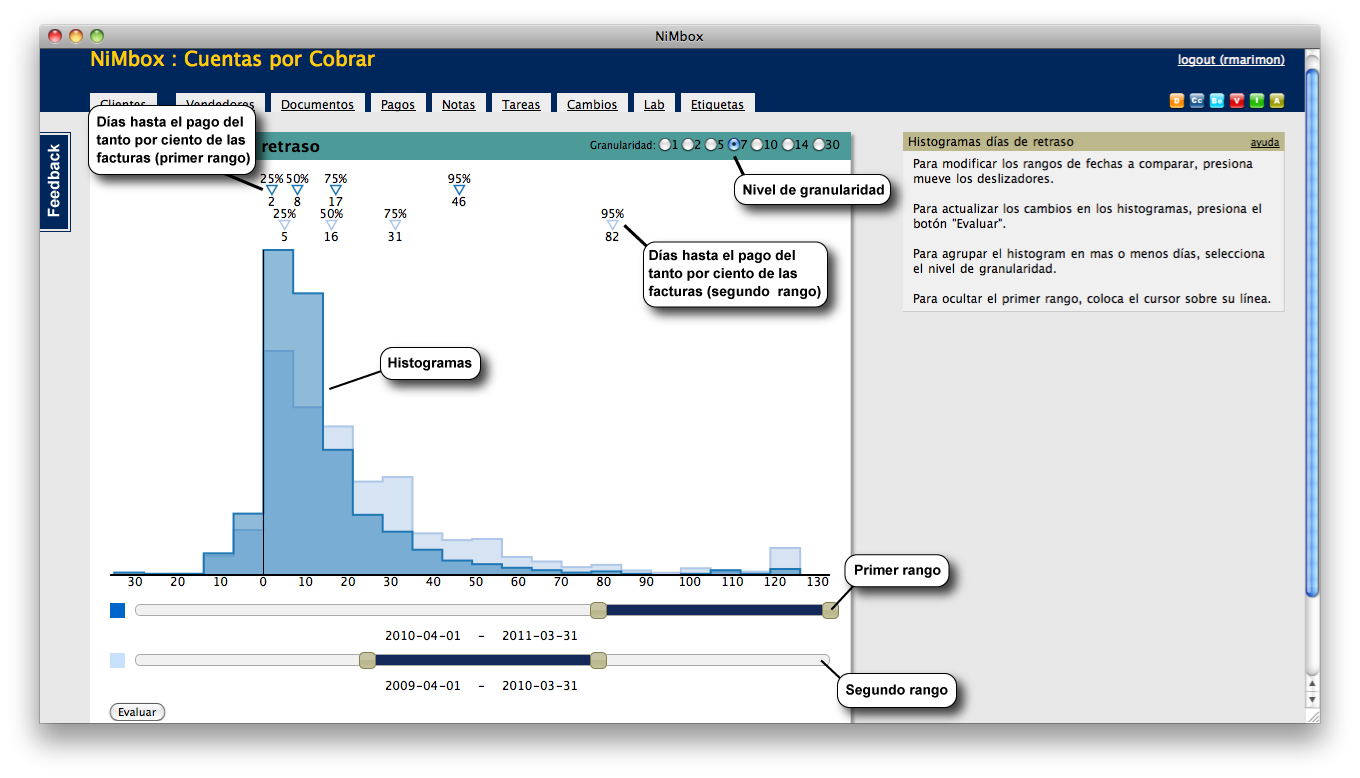 NiMbox
NiMbox : Cuentas por Cobrar
logout (rmarimon)
Clientes
Vendedores
Documentos
Pagos
Notas
Tareas
Cambios
Lab
Etiquetas
D
Cc
Be
V
I
A
Feedback
Días hasta el pago del
tanto por ciento de las
facturas (primer rango)
retraso
Granularidad: 1 2 5 7 10 14 30
Nivel de granularidad
25% 50% 75% 95%
2 8 17 46
25% 50% 75% 95%
5 16 31 82
Días hasta el pago del
tanto por ciento de las
facturas (segundo rango)
Histogramas
30 20 10 0 10 20 30 40 50 60 70 80 90 100 110 120 130
Primer rango
2010-04-01 - 2011-03-31
2009-04-01 - 2010-03-31
Segundo rango
Evaluar
Histogramas días de retraso
ayuda
Para modificar los rangos de fechas a comparar, presiona
mueve los deslizadores.
Para actualizar los cambios en los histogramas, presiona el
botón "Evaluar".
Para agrupar el histogram en mas o menos días, selecciona
el nivel de granularidad.
Para ocultar el primer rango, coloca el cursor sobre su línea.